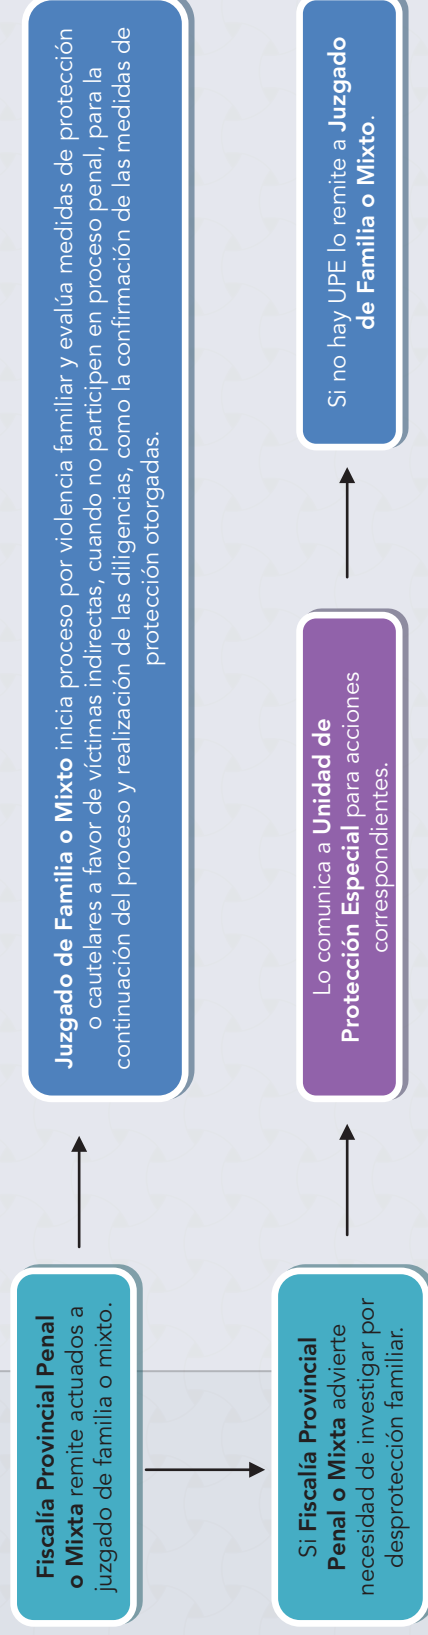 Fiscalía Provincial Penal
o Mixta remite actuados a
juzgado de familia o mixto.
Juzgado de Familia o Mixto inicia proceso por violencia familiar y evalúa medidas de protección
o cautelares a favor de víctimas indirectas, cuando no participen en proceso penal, para la
continuación del proceso y realización de las diligencias, como la confirmación de las medidas de
protección otorgadas.
Si Fiscalía Provincial
Penal o Mixta advierte
necesidad de investigar por
desprotección familiar.
Lo comunica a Unidad de
Protección Especial para acciones
correspondientes.
Si no hay UPE lo remite a Juzgado
de Familia o Mixto.